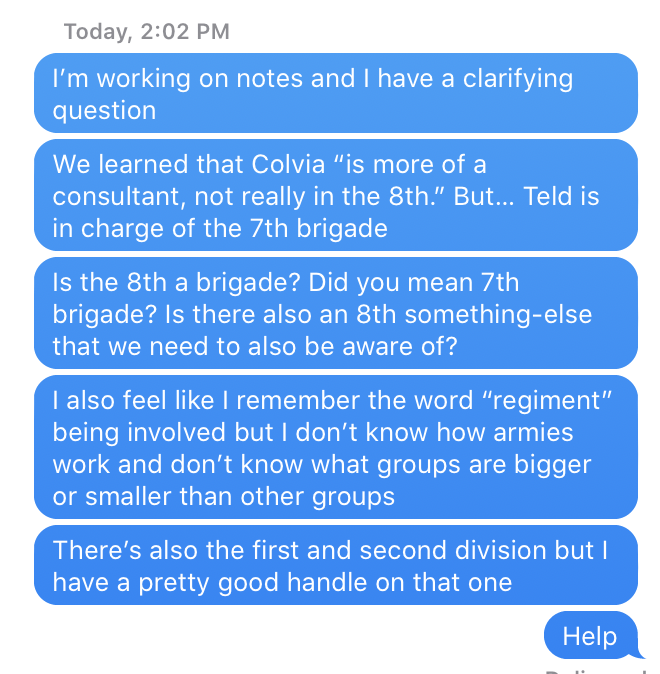 Today, 2:02 PM
I’m working on notes and I have a clarifying
question
We learned that Colvia “is more of a
consultant, not really in the 8th.” But... Teld is
in charge of the 7th brigade
Is the 8th a brigade? Did you mean 7th
brigade? Is there also an 8th something-else
that we need to also be aware of?
I also feel like I remember the word “regiment”
being involved but I don’t know how armies
work and don’t know what groups are bigger
or smaller than other groups
There’s also the first and second division but I
have a pretty good handle on that one
Help